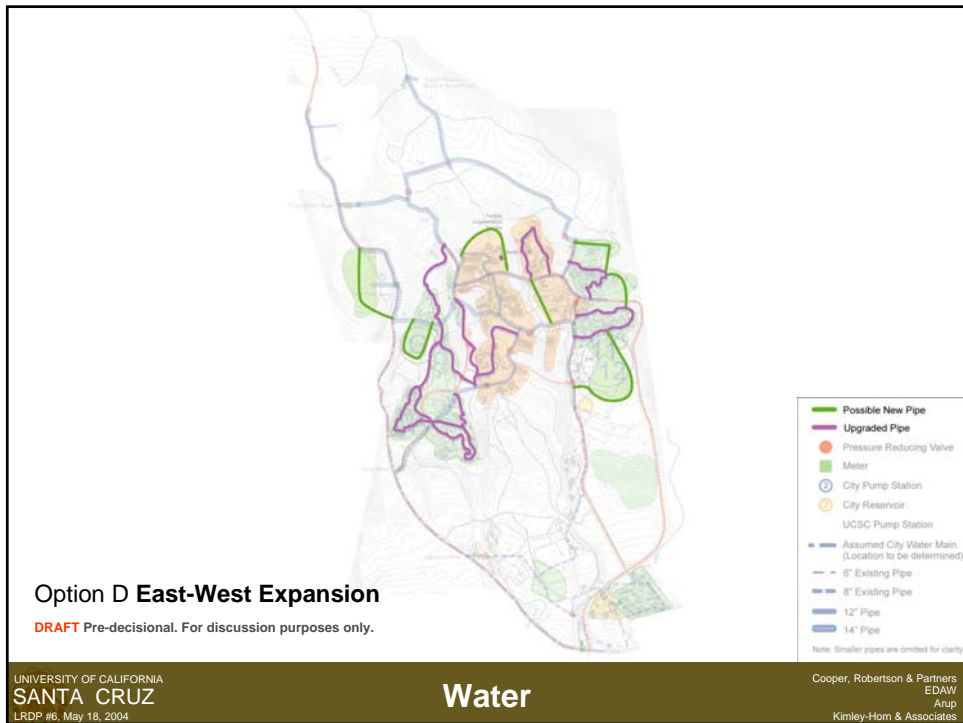 12
Possible New Pipe
Upgraded Pipe
Pressure Reducing Valve
Meter
City Pump Station
City Reservoir
UCSC Pump Station
Assumed City Water Main
(Location to be determined)
6" Existing Pipe
8" Existing Pipe
12" Pipe
14" Pipe
Note: Smaller pipes are omitted for clarity
Option D East-West Expansion
DRAFT Pre-decisional. For discussion purposes only.
UNIVERSITY OF CALIFORNIA
SANTA CRUZ
LRDP #6, May 18, 2004
Water
Cooper, Robertson & Partners
EDAW
Arup
Kimley-Horn & Associates